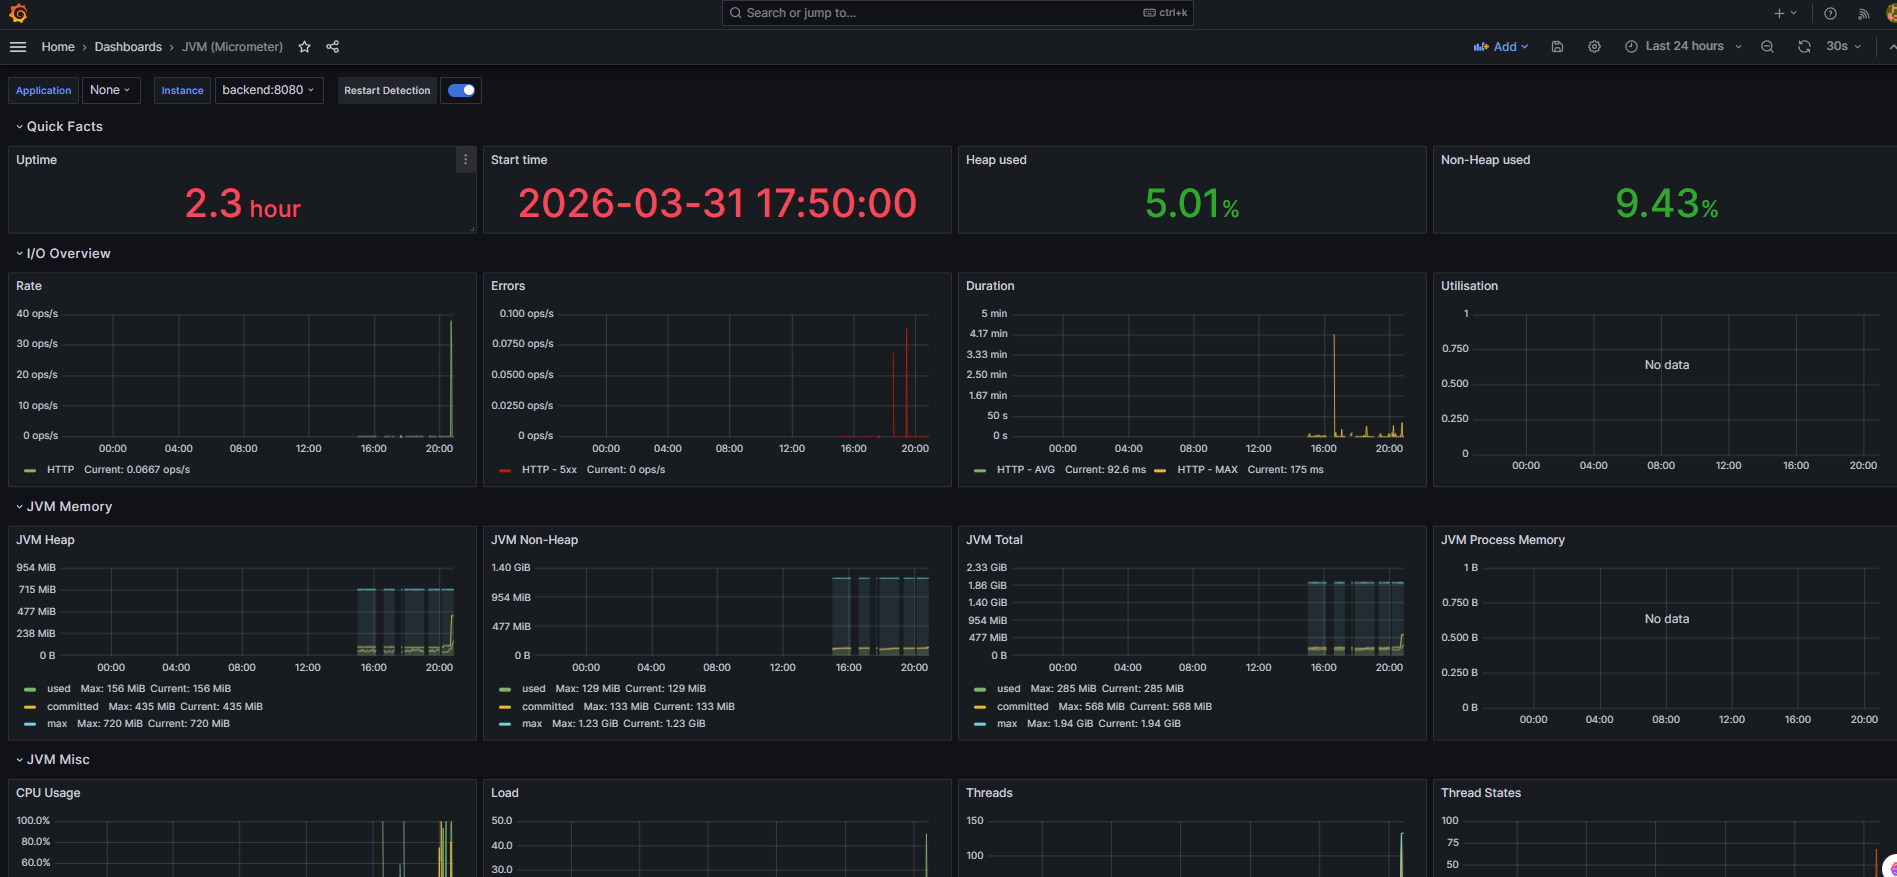 Search or jump to... ctrl+k
Home › Dashboards › JVM (Micrometer) Add Last 24 hours 30s
Application None Instance backend:8080 Restart Detection
Quick Facts
Uptime Start time Heap used Non-Heap used
2.3 hour 2026-03-31 17:50:00 5.01% 9.43%
I/O Overview
Rate
40 ops/s
30 ops/s
20 ops/s
10 ops/s
0 ops/s
00:00 04:00 08:00 12:00 16:00 20:00
HTTP Current: 0.0667 ops/s
Errors
0.100 ops/s
0.0750 ops/s
0.0500 ops/s
0.0250 ops/s
0 ops/s
00:00 04:00 08:00 12:00 16:00 20:00
HTTP - 5xx Current: 0 ops/s
Duration
5 min
4.17 min
3.33 min
2.50 min
1.67 min
50 s
0 s
00:00 04:00 08:00 12:00 16:00 20:00
HTTP - AVG Current: 92.6 ms HTTP - MAX Current: 175 ms
Utilisation
1
0.750
0.500
0.250
0
No data
00:00 04:00 08:00 12:00 16:00 20:00
JVM Memory
JVM Heap
954 MiB
715 MiB
477 MiB
238 MiB
0 B
00:00 04:00 08:00 12:00 16:00 20:00
used Max: 156 MiB Current: 156 MiB
committed Max: 435 MiB Current: 435 MiB
max Max: 720 MiB Current: 720 MiB
JVM Non-Heap
1.40 GiB
954 MiB
477 MiB
0 B
00:00 04:00 08:00 12:00 16:00 20:00
used Max: 129 MiB Current: 129 MiB
committed Max: 133 MiB Current: 133 MiB
max Max: 1.23 GiB Current: 1.23 GiB
JVM Total
2.33 GiB
1.86 GiB
1.40 GiB
954 MiB
477 MiB
0 B
00:00 04:00 08:00 12:00 16:00 20:00
used Max: 285 MiB Current: 285 MiB
committed Max: 568 MiB Current: 568 MiB
max Max: 1.94 GiB Current: 1.94 GiB
JVM Process Memory
1 B
0.750 B
0.500 B
0.250 B
0 B
No data
00:00 04:00 08:00 12:00 16:00 20:00
JVM Misc
CPU Usage
100.0%
80.0%
60.0%
Load
50.0
40.0
30.0
Threads
150
100
Thread States
100
75
50